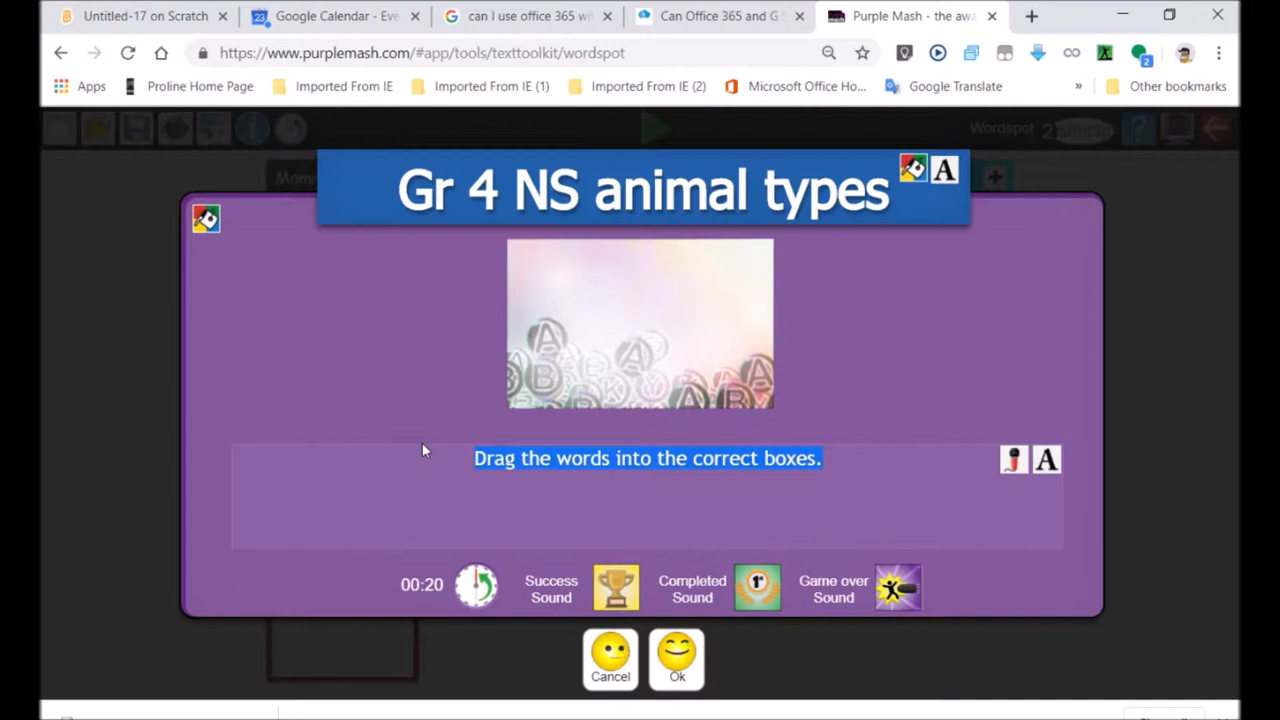 Untitled-17 on Scratch
Google Calendar - Eve
can I use office 365 wit
Can Office 365 and G S
Purple Mash - the awa
https://www.purplemash.com/#app/tools/texttoolkit/wordspot
Apps
Proline Home Page
Imported From IE
Imported From IE (1)
Imported From IE (2)
Microsoft Office Ho...
Google Translate
»
Other bookmarks
Wordspot
Gr 4 NS animal types
Drag the words into the correct boxes.
00:20
Success Sound
Completed Sound
Game over Sound
Cancel
Ok